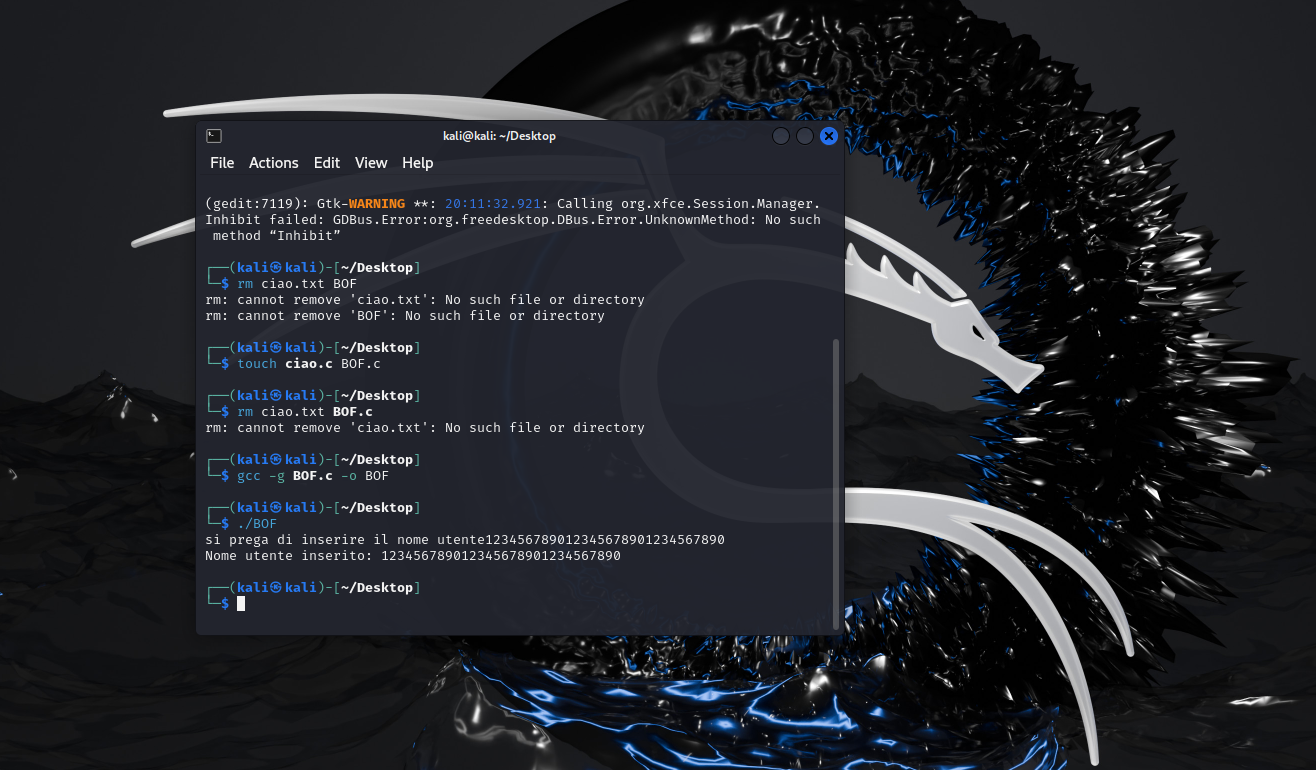 kali@kali: ~/Desktop
File Actions Edit View Help
(gedit:7119): Gtk-WARNING **: 20:11:32.921: Calling org.xfce.Session.Manager.
Inhibit failed: GDBus.Error:org.freedesktop.DBus.Error.UnknownMethod: No such
method “Inhibit”
┌──(kali㉿kali)-[~/Desktop]
└─$ rm ciao.txt BOF
rm: cannot remove 'ciao.txt': No such file or directory
rm: cannot remove 'BOF': No such file or directory
┌──(kali㉿kali)-[~/Desktop]
└─$ touch ciao.c BOF.c
┌──(kali㉿kali)-[~/Desktop]
└─$ rm ciao.txt BOF.c
rm: cannot remove 'ciao.txt': No such file or directory
┌──(kali㉿kali)-[~/Desktop]
└─$ gcc -g BOF.c -o BOF
┌──(kali㉿kali)-[~/Desktop]
└─$ ./BOF
si prega di inserire il nome utente123456789012345678901234567890
Nome utente inserito: 123456789012345678901234567890
┌──(kali㉿kali)-[~/Desktop]
└─$